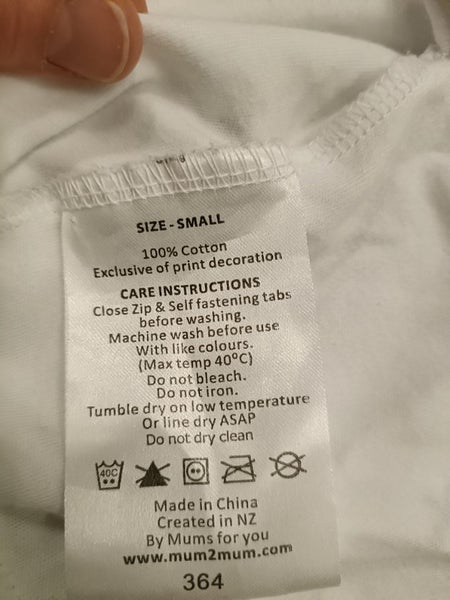 SIZE - SMALL
100% Cotton
Exclusive of print decoration
CARE INSTRUCTIONS
Close Zip & Self fastening tabs
before washing.
Machine wash before use
With like colours.
(Max temp 40°C)
Do not bleach.
Do not iron.
Tumble dry on low temperature
Or line dry ASAP
Do not dry clean
40C
Made in China
Created in NZ
By Mums for you
www.mum2mum.com
364